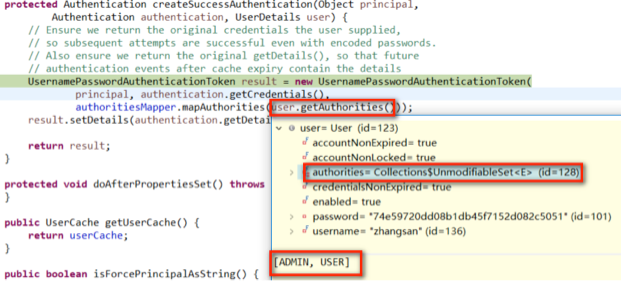 protected Authentication createSuccessAuthentication(Object principal,
Authentication authentication, UserDetails user) {
// Ensure we return the original credentials the user supplied,
// so subsequent attempts are successful even with encoded passwords.
// Also ensure we return the original getDetails(), so that future
// authentication events after cache expiry contain the details
UsernamePasswordAuthenticationToken result = new UsernamePasswordAuthenticationToken(
principal, authentication.getCredentials(),
authoritiesMapper.mapAuthorities(user.getAuthorities()));
result.setDetails(authentication.getDetai
user= User (id=123)
accountNonExpired= true
return result;
accountNonLocked= true
}
authorities= Collections$UnmodifiableSet<E> (id=128)
credentialsNonExpired= true
protected void doAfterPropertiesSet() throws
enabled= true
}
password= "74e59720dd08b1db45f7152d082c5051" (id=101)
public UserCache getUserCache() {
username= "zhangsan" (id=136)
return userCache;
}
[ADMIN, USER]
public boolean isForcePrincipalAsString() {